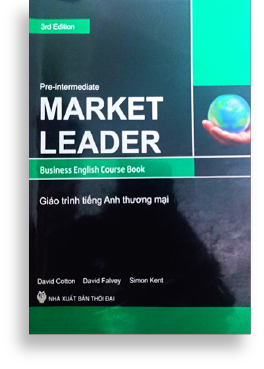 3rd Edition
Pre-intermediate
MARKET
LEADER
Business English Course Book
Giáo trình tiếng Anh thương mại
David Cotton David Falvey Simon Kent
NHÀ XUẤT BẢN THỜI ĐẠI